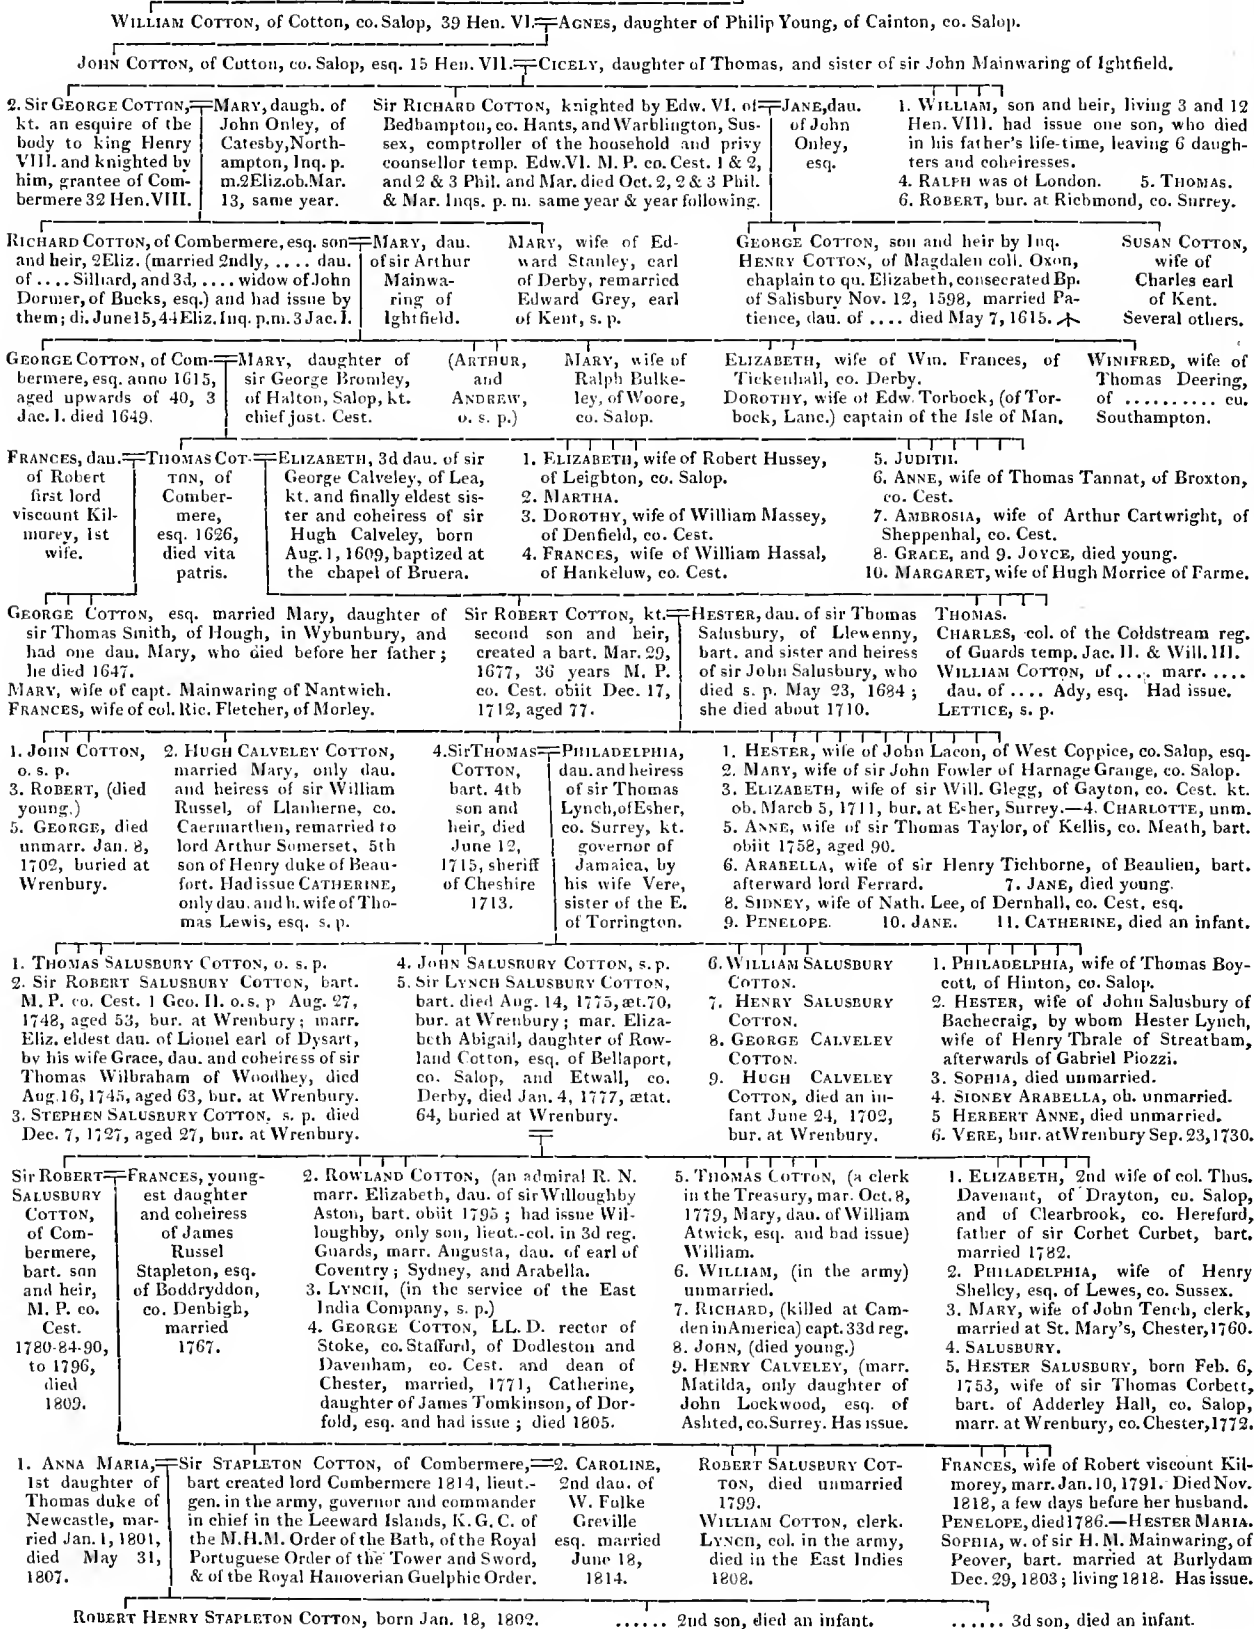 WILLIAM COTTON, of Cotton, co. Salop, 39 Hen. VI.=AGNES, daughter of Philip Young, of Cainton, co. Salop.
JOHN COTTON, of Cutton, co. Salop, esq. 15 Hen. VII.=CICELY, daughter of Thomas, and sister of sir John Mainwaring of Ightfield.
2. Sir GEORGE COTTON,
kt. an esquire of the
body to king Henry
VIII. and knighted by
him, grantee of Com-
bermere 32 Hen. VIII.
MARY, daugh. of
John Onley, of
Catesby, North-
ampton, Inq. p.
m. 2 Eliz. ob. Mar.
13, same year.
Sir RICHARD COTTON, knighted by Edw. VI. of
Bedhampton, co. Hants, and Warblington, Sus-
sex, comptroller of the household and privy
counsellor temp. Edw. VI. M. P. co. Cest. 1 & 2,
and 2 & 3 Phil. and Mar. died Oct. 2, 2 & 3 Phil.
& Mar. Inqs. p. m. same year & year following.
JANE, dau.
of John
Onley,
esq.
1. WILLIAM, son and heir, living 3 and 12
Hen. VIII. had issue one son, who died
in his father's life-time, leaving 6 daugh-
ters and coheiresses.
4. RALPH was of London. 5. THOMAS.
6. ROBERT, bur. at Richmond, co. Surrey.
RICHARD COTTON, of Combermere, esq. son
and heir, 2 Eliz. (married 2ndly, .... dau.
of .... Silliard, and 3d, .... widow of John
Dormer, of Bucks, esq.) and had issue by
them; di. June 15, 44 Eliz. Inq. p.m. 3 Jac. I.
MARY, dau.
of sir Arthur
Mainwa-
ring of
Ightfield.
MARY, wife of Ed-
ward Stanley, earl
of Derby, remarried
Edward Grey, earl
of Kent, s. p.
GEORGE COTTON, son and heir by Inq.
HENRY COTTON, of Magdalen coll. Oxon,
chaplain to qu. Elizabeth, consecrated Bp.
of Salisbury Nov. 12, 1598, married Pa-
tience, dau. of .... died May 7, 1615.
SUSAN COTTON,
wife of
Charles earl
of Kent.
Several others.
GEORGE COTTON, of Com-
bermere, esq. anno 1615,
aged upwards of 40, 3
Jac. I. died 1649.
MARY, daughter of
sir George Bromley,
of Halton, Salop, kt.
chief just. Cest.
(ARTHUR,
and
ANDREW,
o. s. p.)
MARY, wife of
Ralph Bulke-
ley, of Woore,
co. Salop.
ELIZABETH, wife of Wm. Frances, of
Tickenhall, co. Derby.
DOROTHY, wife of Edw. Torbock, (of Tor-
bock, Lanc.) captain of the Isle of Man.
WINIFRED, wife of
Thomas Deering,
of .......... co.
Southampton.
FRANCES, dau.
of Robert
first lord
viscount Kil-
morey, 1st
wife.
THOMAS COT-
TON, of
Comber-
mere,
esq. 1626,
died vita
patris.
ELIZABETH, 3d dau. of sir
George Calveley, of Lea,
kt. and finally eldest sis-
ter and coheiress of sir
Hugh Calveley, born
Aug. 1, 1609, baptized at
the chapel of Bruera.
1. ELIZABETH, wife of Robert Hussey,
of Leigbton, co. Salop.
2. MARTHA.
3. DOROTHY, wife of William Massey,
of Denfield, co. Cest.
4. FRANCES, wife of William Hassal,
of Hankelow, co. Cest.
5. JUDITH.
6. ANNE, wife of Thomas Tannat, of Broxton,
co. Cest.
7. AMBROSIA, wife of Arthur Cartwright, of
Sheppenhal, co. Cest.
8. GRACE, and 9. JOYCE, died young.
10. MARGARET, wife of Hugh Morrice of Farme.
GEORGE COTTON, esq. married Mary, daughter of
sir Thomas Smith, of Hough, in Wybunbury, and
had one dau. Mary, who died before her father;
he died 1647.
MARY, wife of capt. Mainwaring of Nantwich.
FRANCES, wife of col. Ric. Fletcher, of Morley.
Sir ROBERT COTTON, kt.
second son and heir,
created a bart. Mar. 29,
1677, 36 years M. P.
co. Cest. obiit Dec. 17,
1712, aged 77.
HESTER, dau. of sir Thomas
Salusbury, of Llewenny,
bart. and sister and heiress
of sir John Salusbury, who
died s. p. May 23, 1684;
she died about 1710.
THOMAS.
CHARLES, col. of the Coldstream reg.
of Guards temp. Jac. II. & Will. III.
WILLIAM COTTON, of .... marr. ....
dau. of .... Ady, esq. Had issue.
LETTICE, s. p.
1. JOHN COTTON,
o. s. p.
3. ROBERT, (died
young.)
5. GEORGE, died
unmarr. Jan. 8,
1702, buried at
Wrenbury.
2. HUGH CALVELEY COTTON,
married Mary, only dau.
and heiress of sir William
Russel, of Llanherne, co.
Caermarthen, remarried to
lord Arthur Somerset, 5th
son of Henry duke of Beau-
fort. Had issue CATHERINE,
only dau. and h. wife of Tho-
mas Lewis, esq. s. p.
4. Sir THOMAS
COTTON,
bart. 4th
son and
heir, died
June 12,
1715, sheriff
of Cheshire
1713.
PHILADELPHIA,
dau. and heiress
of sir Thomas
Lynch, of Esher,
co. Surrey, kt.
governor of
Jamaica, by
his wife Vere,
sister of the E.
of Torrington.
1. HESTER, wife of John Lacon, of West Coppice, co. Salop, esq.
2. MARY, wife of sir John Fowler of Harnage Grange, co. Salop.
3. ELIZABETH, wife of sir Will. Glegg, of Gayton, co. Cest. kt.
ob. March 5, 1711, bur. at Esher, Surrey.—4. CHARLOTTE, unm.
5. ANNE, wife of sir Thomas Taylor, of Kellis, co. Meath, bart.
obiit 1758, aged 90.
6. ARABELLA, wife of sir Henry Tichborne, of Beaulieu, bart.
afterward lord Ferrard. 7. JANE, died young.
8. SIDNEY, wife of Nath. Lee, of Dernhall, co. Cest. esq.
9. PENELOPE. 10. JANE. 11. CATHERINE, died an infant.
1. THOMAS SALUSBURY COTTON, o. s. p.
2. Sir ROBERT SALUSBURY COTTON, bart.
M. P. co. Cest. 1 Geo. II. o. s. p Aug. 27,
1748, aged 53, bur. at Wrenbury; marr.
Eliz. eldest dau. of Lionel earl of Dysart,
by his wife Grace, dau. and coheiress of sir
Thomas Wilbraham of Woodhey, died
Aug. 16, 1745, aged 63, bur. at Wrenbury.
3. STEPHEN SALUSBURY COTTON, s. p. died
Dec. 7, 1727, aged 27, bur. at Wrenbury.
4. JOHN SALUSBURY COTTON, s. p.
5. Sir LYNCH SALUSBURY COTTON,
bart. died Aug. 14, 1775, æt. 70,
bur. at Wrenbury; mar. Eliza-
beth Abigail, daughter of Row-
land Cotton, esq. of Bellaport,
co. Salop, and Etwall, co.
Derby, died Jan. 4, 1777, ætat.
64, buried at Wrenbury.
6. WILLIAM SALUSBURY
COTTON.
7. HENRY SALUSBURY
COTTON.
8. GEORGE CALVELEY
COTTON.
9. HUGH CALVELEY
COTTON, died an in-
fant June 24, 1702,
bur. at Wrenbury.
1. PHILADELPHIA, wife of Thomas Boy-
cott, of Hinton, co. Salop.
2. HESTER, wife of John Salusbury of
Bachecraig, by whom Hester Lynch,
wife of Henry Thrale of Streatham,
afterwards of Gabriel Piozzi.
3. SOPHIA, died unmarried.
4. SIDNEY ARABELLA, ob. unmarried.
5 HERBERT ANNE, died unmarried.
6. VERE, bur. at Wrenbury Sep. 23, 1730.
Sir ROBERT
SALUSBURY
COTTON,
of Com-
bermere,
bart. son
and heir,
M. P. co.
Cest.
1780-84-90,
to 1796,
died
1809.
FRANCES, young-
est daughter
and coheiress
of James
Russel
Stapleton, esq.
of Boddryddon,
co. Denbigh,
married
1767.
2. ROWLAND COTTON, (an admiral R. N.
marr. Elizabeth, dau. of sir Willoughby
Aston, bart. obiit 1795; had issue Wil-
loughby, only son, lieut.-col. in 3d reg.
Guards, marr. Augusta, dau. of earl of
Coventry; Sydney, and Arabella.
3. LYNCH, (in the service of the East
India Company, s. p.)
4. GEORGE COTTON, LL. D. rector of
Stoke, co. Stafford, of Dodleston and
Davenham, co. Cest. and dean of
Chester, married, 1771, Catherine,
daughter of James Tomkinson, of Dor-
fold, esq. and had issue; died 1805.
5. THOMAS COTTON, (a clerk
in the Treasury, mar. Oct. 8,
1779, Mary, dau. of William
Atwick, esq. and had issue)
William.
6. WILLIAM, (in the army)
unmarried.
7. RICHARD, (killed at Cam-
den in America) capt. 33d reg.
8. JOHN, (died young.)
9. HENRY CALVELEY, (marr.
Matilda, only daughter of
John Lockwood, esq. of
Ashted, co. Surrey. Has issue.
1. ELIZABETH, 2nd wife of col. Thos.
Davenant, of Drayton, co. Salop,
and of Clearbrook, co. Hereford,
father of sir Corbet Curbet, bart.
married 1782.
2. PHILADELPHIA, wife of Henry
Shelley, esq. of Lewes, co. Sussex.
3. MARY, wife of John Tench, clerk,
married at St. Mary's, Chester, 1760.
4. SALUSBURY.
5. HESTER SALUSBURY, born Feb. 6,
1753, wife of sir Thomas Corbett,
bart. of Adderley Hall, co. Salop,
marr. at Wrenbury, co. Chester, 1772.
1. ANNA MARIA,
1st daughter of
Thomas duke of
Newcastle, mar-
ried Jan. 1, 1801,
died May 31,
1807.
Sir STAPLETON COTTON, of Combermere,
bart created lord Combermere 1814, lieut.-
gen. in the army, governor and commander
in chief in the Leeward Islands, K. G. C. of
the M.H.M. Order of the Bath, of the Royal
Portuguese Order of the Tower and Sword,
& of the Royal Hanoverian Guelphic Order.
2. CAROLINE,
2nd dau. of
W. Fulke
Greville
esq. married
June 18,
1814.
ROBERT SALUSBURY COT-
TON, died unmarried
1799.
WILLIAM COTTON, clerk.
LYNCH, col. in the army,
died in the East Indies
1808.
FRANCES, wife of Robert viscount Kil-
morey, marr. Jan. 10, 1791. Died Nov.
1818, a few days before her husband.
PENELOPE, died 1786.—HESTER MARIA.
SOPHIA, w. of sir H. M. Mainwaring, of
Peover, bart. married at Burlydam
Dec. 29, 1803; living 1818. Has issue.
ROBERT HENRY STAPLETON COTTON, born Jan. 18, 1802.
...... 2nd son, died an infant.
...... 3d son, died an infant.